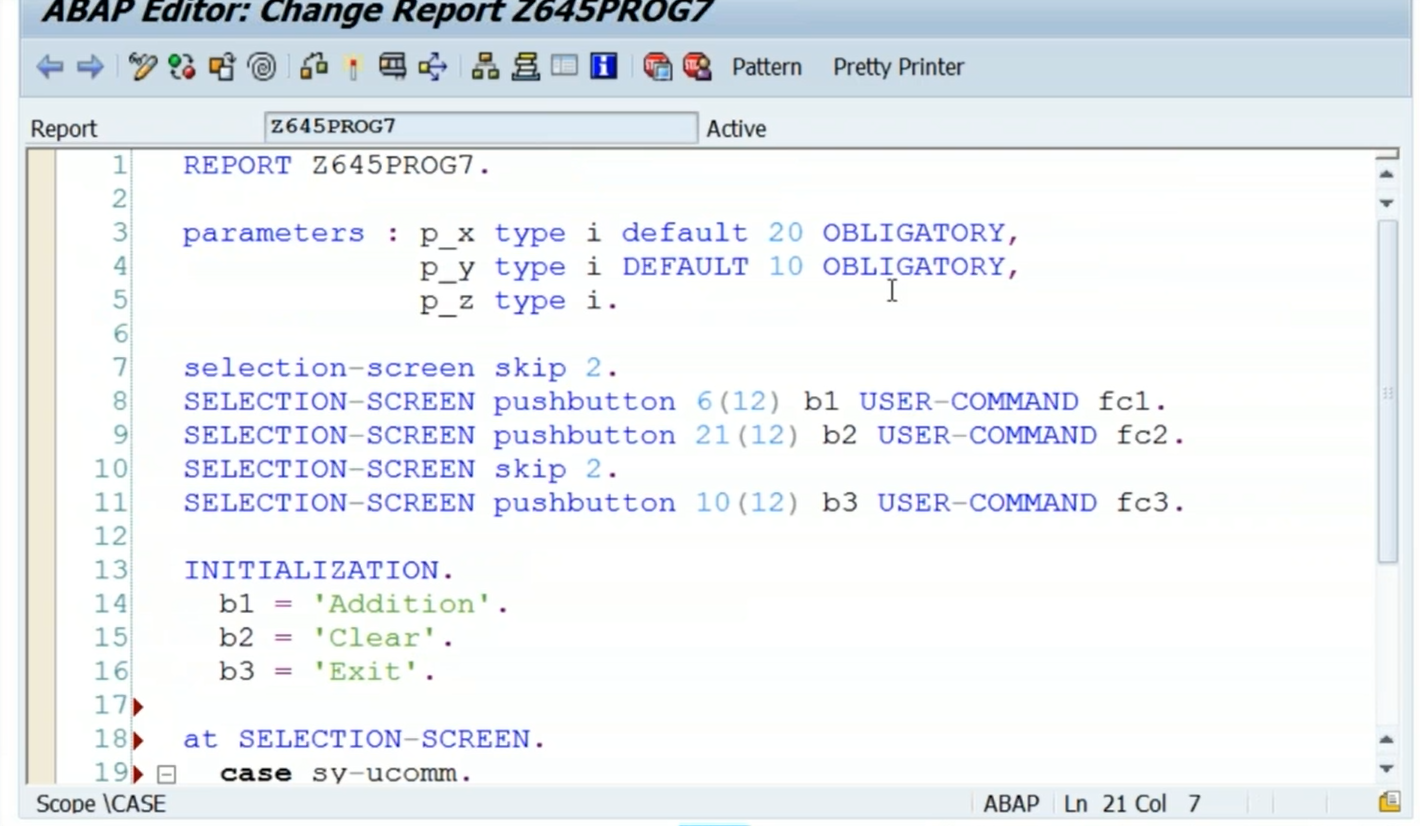 ABAP Editor: Change Report Z645PROG7
Pattern Pretty Printer
Report Z645PROG7 Active
1 REPORT Z645PROG7.
2
3 parameters : p_x type i default 20 OBLIGATORY,
4 p_y type i DEFAULT 10 OBLIGATORY,
5 p_z type i.
6
7 selection-screen skip 2.
8 SELECTION-SCREEN pushbutton 6(12) b1 USER-COMMAND fc1.
9 SELECTION-SCREEN pushbutton 21(12) b2 USER-COMMAND fc2.
10 SELECTION-SCREEN skip 2.
11 SELECTION-SCREEN pushbutton 10(12) b3 USER-COMMAND fc3.
12
13 INITIALIZATION.
14 b1 = 'Addition'.
15 b2 = 'Clear'.
16 b3 = 'Exit'.
17
18 at SELECTION-SCREEN.
19 case sy-ucomm.
Scope \CASE ABAP Ln 21 Col 7